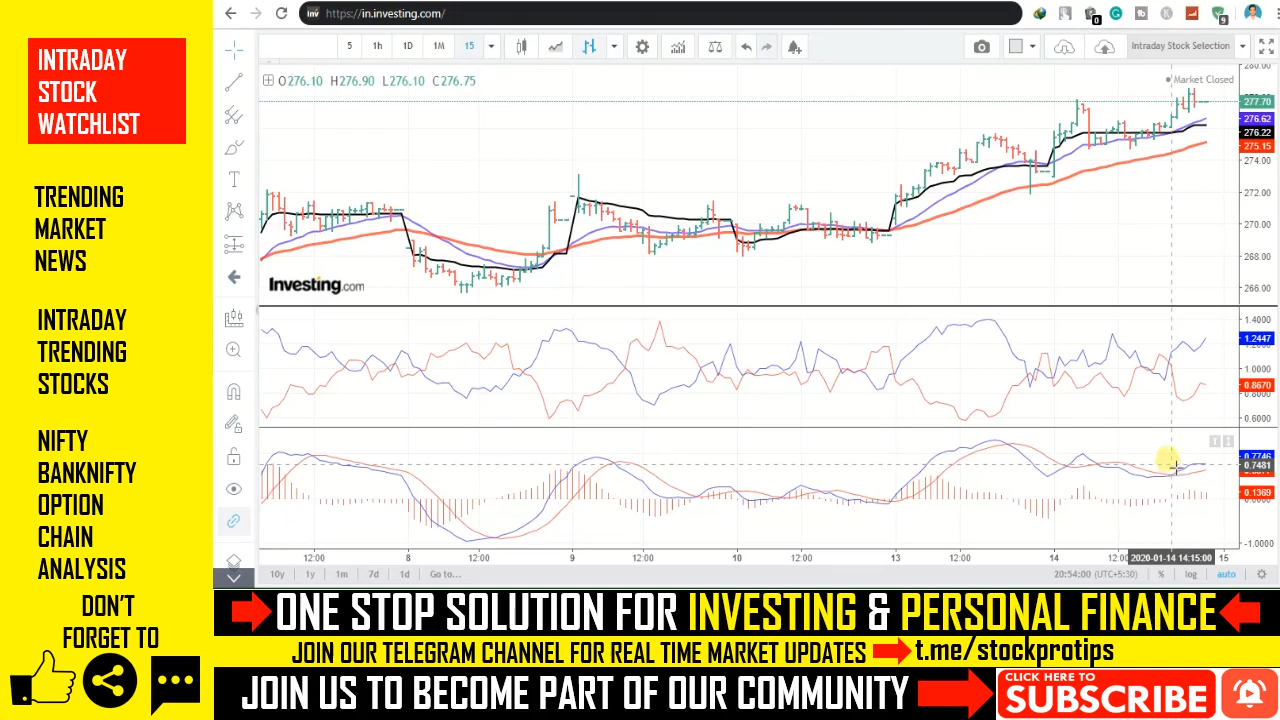 INTRADAY
STOCK
WATCHLIST
TRENDING
MARKET
NEWS
INTRADAY
TRENDING
STOCKS
NIFTY
BANKNIFTY
OPTION
CHAIN
ANALYSIS
DON'T
FORGET TO
https://in.investing.com/
5 1h 1D 1M 15
Intraday Stock Selection
O276.10 H276.90 L276.10 C276.75
Market Closed
280.00
277.70
276.62
276.22
275.15
274.00
272.00
270.00
268.00
266.00
Investing.com
1.4000
1.2447
1.0000
0.8670
0.8000
0.6000
0.7746
0.7481
0.1369
-1.0000
12:00 8 12:00 9 12:00 10 12:00 13 12:00 14 2020-01-14 14:15:00 15
10y 1y 1m 7d 1d Go to... 20:54:00 (UTC+5:30) % log auto
ONE STOP SOLUTION FOR INVESTING & PERSONAL FINANCE
JOIN OUR TELEGRAM CHANNEL FOR REAL TIME MARKET UPDATES t.me/stockprotips
JOIN US TO BECOME PART OF OUR COMMUNITY
CLICK HERE TO
SUBSCRIBE